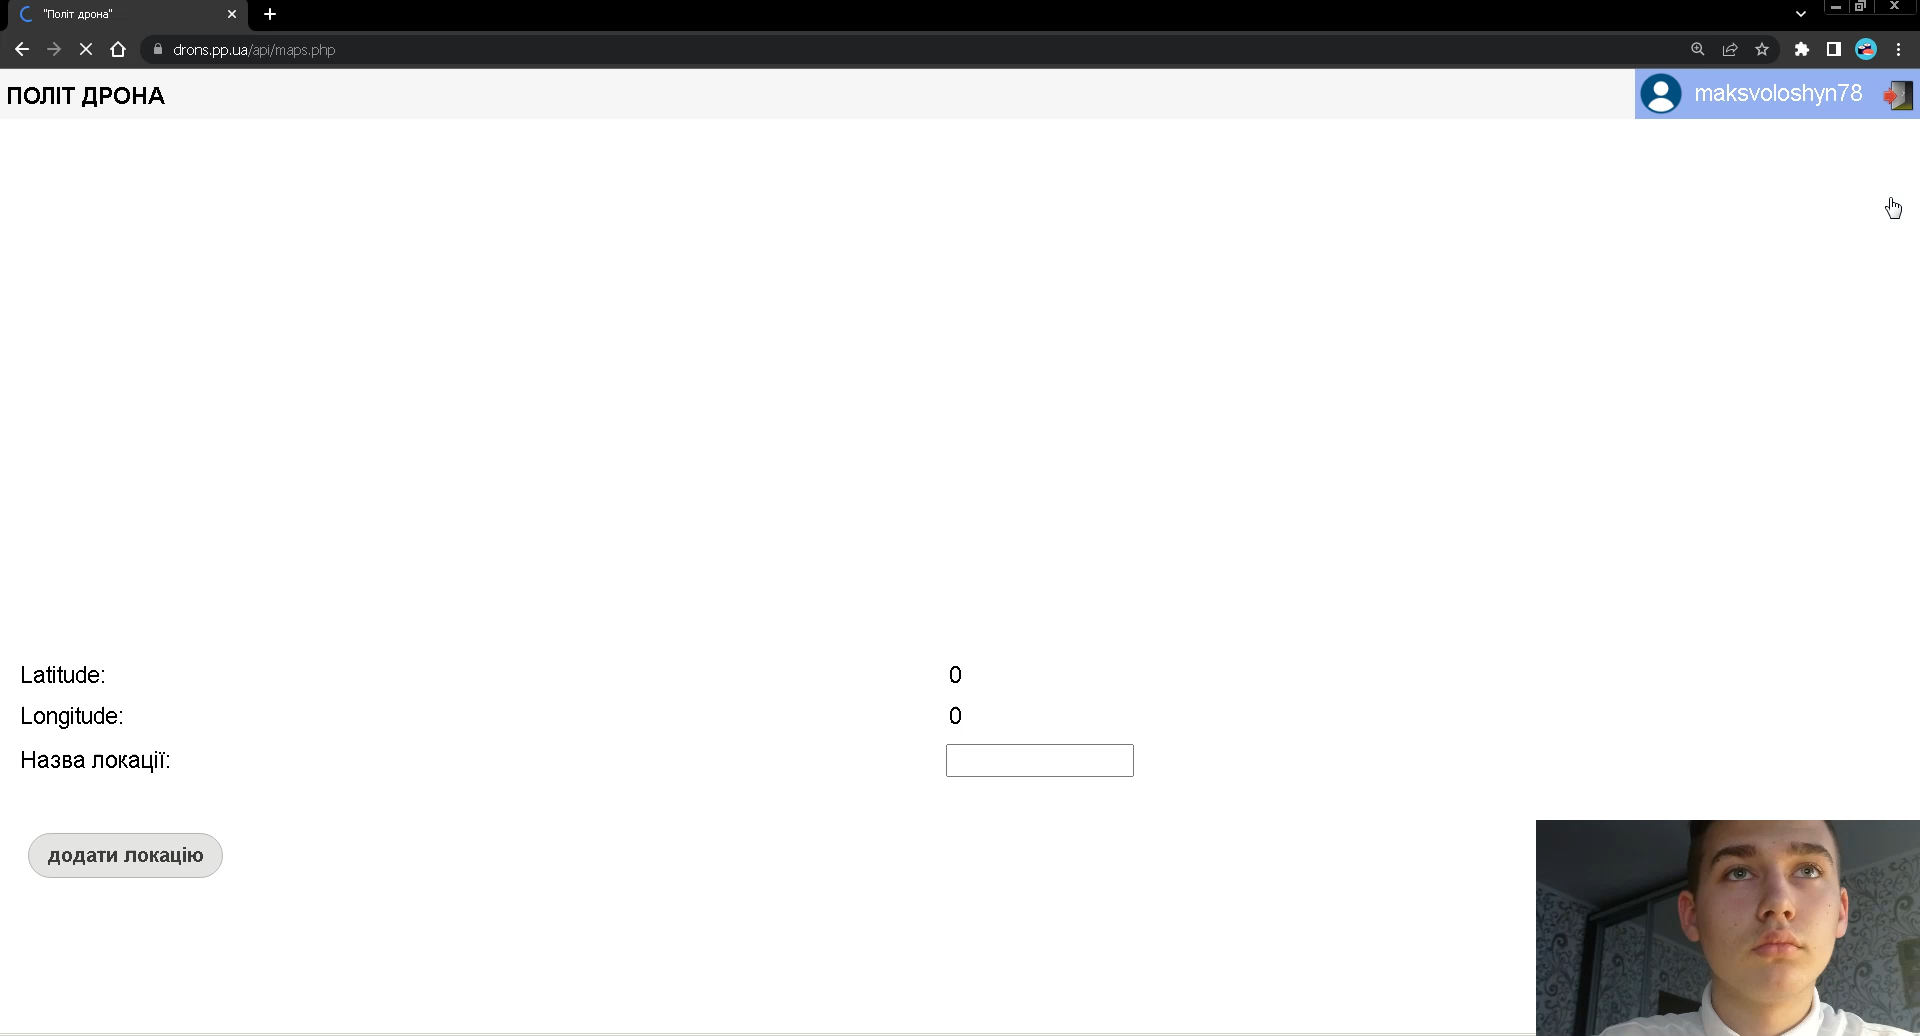 "Політ дрона"
drons.pp.ua/api/maps.php
ПОЛІТ ДРОНА
maksvoloshyn78
Latitude: 0
Longitude: 0
Назва локації:
додати локацію